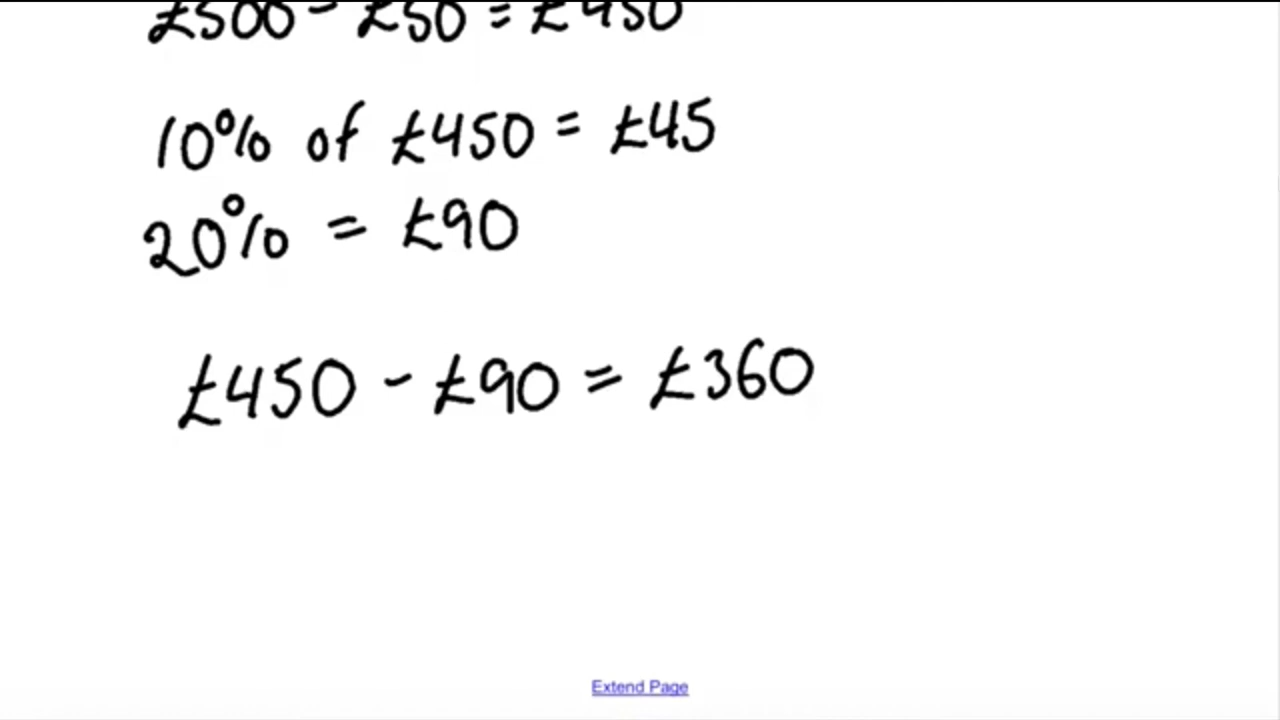 £500 - £50 = £450
10% of £450 = £45
20% = £90
£450 - £90 = £360
Extend Page